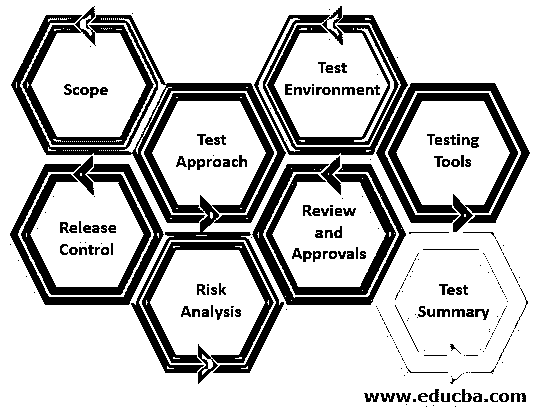 Scope
Test
Approach
Test
Environment
Testing
Tools
Release
Control
Risk
Analysis
Review
and
Approvals
Test
Summary
www.educba.com